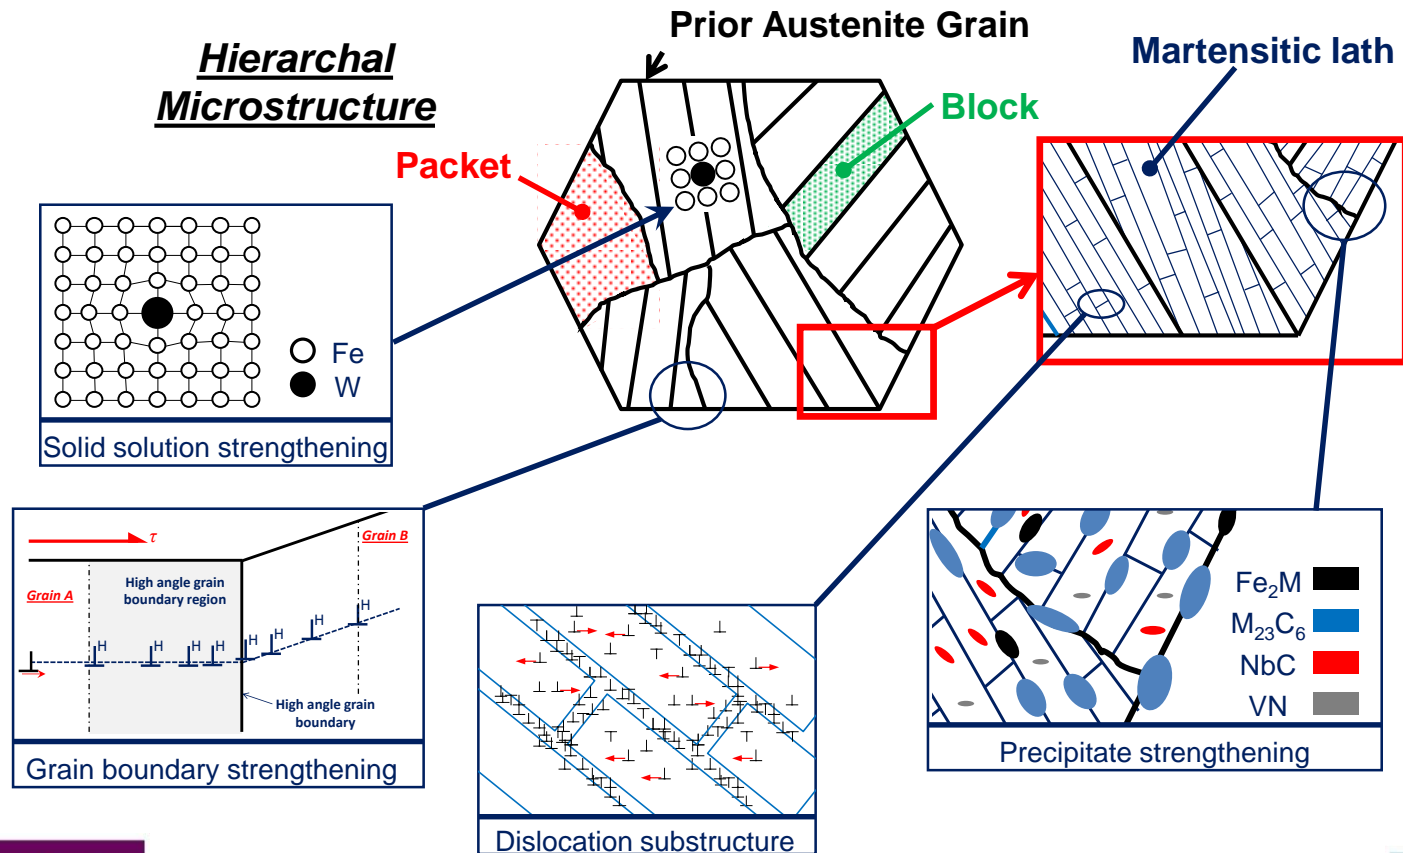 Hierarchal
Microstructure
Prior Austenite Grain
Martensitic lath
Block
Packet
Fe
W
Solid solution strengthening
τ
Grain B
Grain A
High angle grain
boundary region
H
H
H
H
H
H
H
H
High angle grain
boundary
Grain boundary strengthening
Dislocation substructure
Fe₂M
M₂₃C₆
NbC
VN
Precipitate strengthening